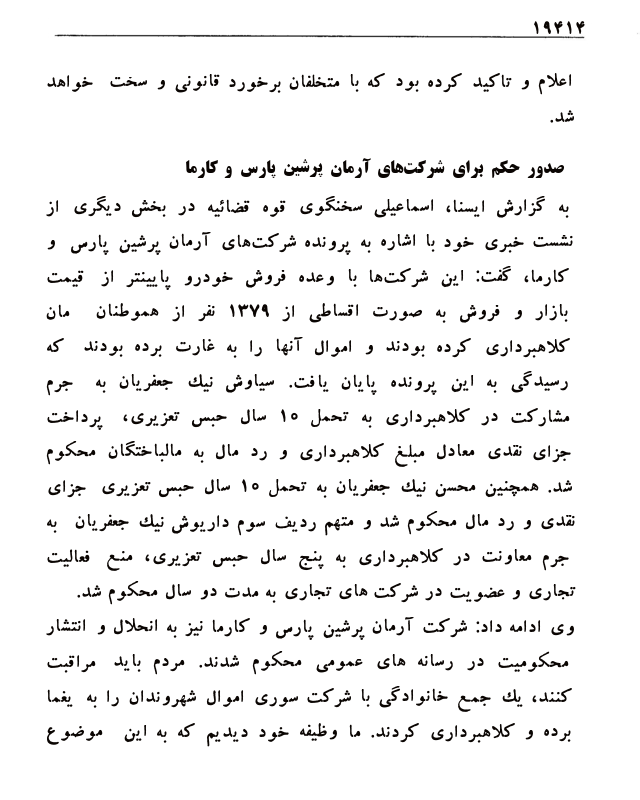 ۱۹۴۱۴
اعلام و تاکید کرده بود که با متخلفان برخورد قانونی و سخت خواهد
شد.
صدور حکم برای شرکت‌های آرمان پرشین پارس و کارما
به گزارش ایسنا، اسماعیلی سخنگوی قوه قضائیه در بخش دیگری از
نشست خبری خود با اشاره به پرونده شرکت‌های آرمان پرشین پارس و
کارما، گفت: این شرکت‌ها با وعده فروش خودرو پایینتر از قیمت
بازار و فروش به صورت اقساطی از ۱۳۷۹ نفر از هموطنان مان
کلاهبرداری کرده بودند و اموال آنها را به غارت برده بودند که
رسیدگی به این پرونده پایان یافت. سیاوش نیك جعفریان به جرم
مشارکت در کلاهبرداری به تحمل ۱۵ سال حبس تعزیری، پرداخت
جزای نقدی معادل مبلغ کلاهبرداری و رد مال به مالباختگان محکوم
شد. همچنین محسن نیك جعفریان به تحمل ۱۵ سال حبس تعزیری جزای
نقدی و رد مال محکوم شد و متهم ردیف سوم داریوش نیك جعفریان به
جرم معاونت در کلاهبرداری به پنج سال حبس تعزیری، منع فعالیت
تجاری و عضویت در شرکت های تجاری به مدت دو سال محکوم شد.
وی ادامه داد: شرکت آرمان پرشین پارس و کارما نیز به انحلال و انتشار
محکومیت در رسانه های عمومی محکوم شدند. مردم باید مراقبت
کنند، یك جمع خانوادگی با شرکت سوری اموال شهروندان را به یغما
برده و کلاهبرداری کردند. ما وظیفه خود دیدیم که به این موضوع